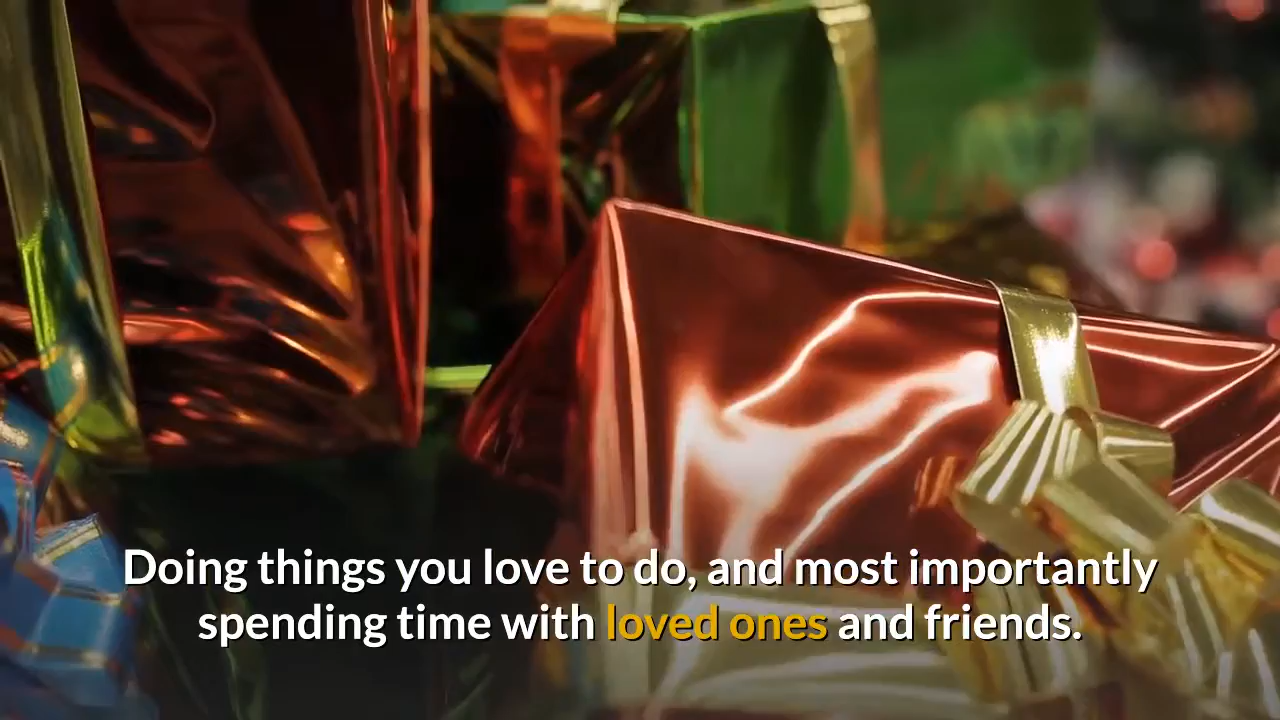 Doing things you love to do, and most importantly
spending time with loved ones and friends.